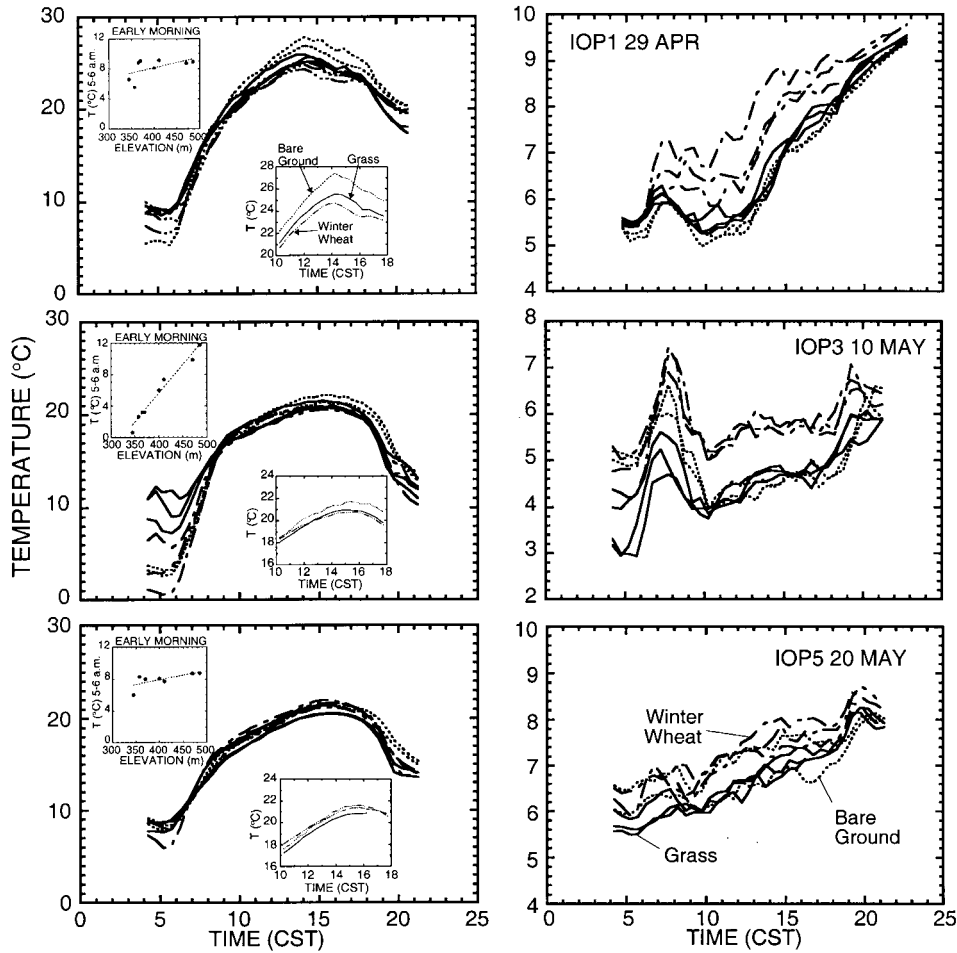 TEMPERATURE (°C)
30
20
10
0
EARLY MORNING
T (°C) 5-6 a.m.
12
8
4
0
300 350 400 450 500
ELEVATION (m)
Bare
Ground
Grass
Winter
Wheat
T (°C)
28
26
24
22
20
10 12 14 16 18
TIME (CST)
IOP1 29 APR
10
9
8
7
6
5
4
30
20
10
0
EARLY MORNING
T (°C) 5-6 a.m
12
8
4
0
300 350 400 450 500
ELEVATION (m)
T (°C)
24
22
20
18
16
10 12 14 16 18
TIME (CST)
IOP3 10 MAY
8
7
6
5
4
3
2
30
20
10
0
EARLY MORNING
T (°C) 5-6 a.m.
12
8
4
0
300 350 400 450 500
ELEVATION (m)
T (°C)
24
22
20
18
16
10 12 14 16 18
TIME (CST)
0 5 10 15 20 25
TIME (CST)
IOP5 20 MAY
10
9
8
7
6
5
4
Winter
Wheat
Bare
Ground
Grass
0 5 10 15 20 25
TIME (CST)